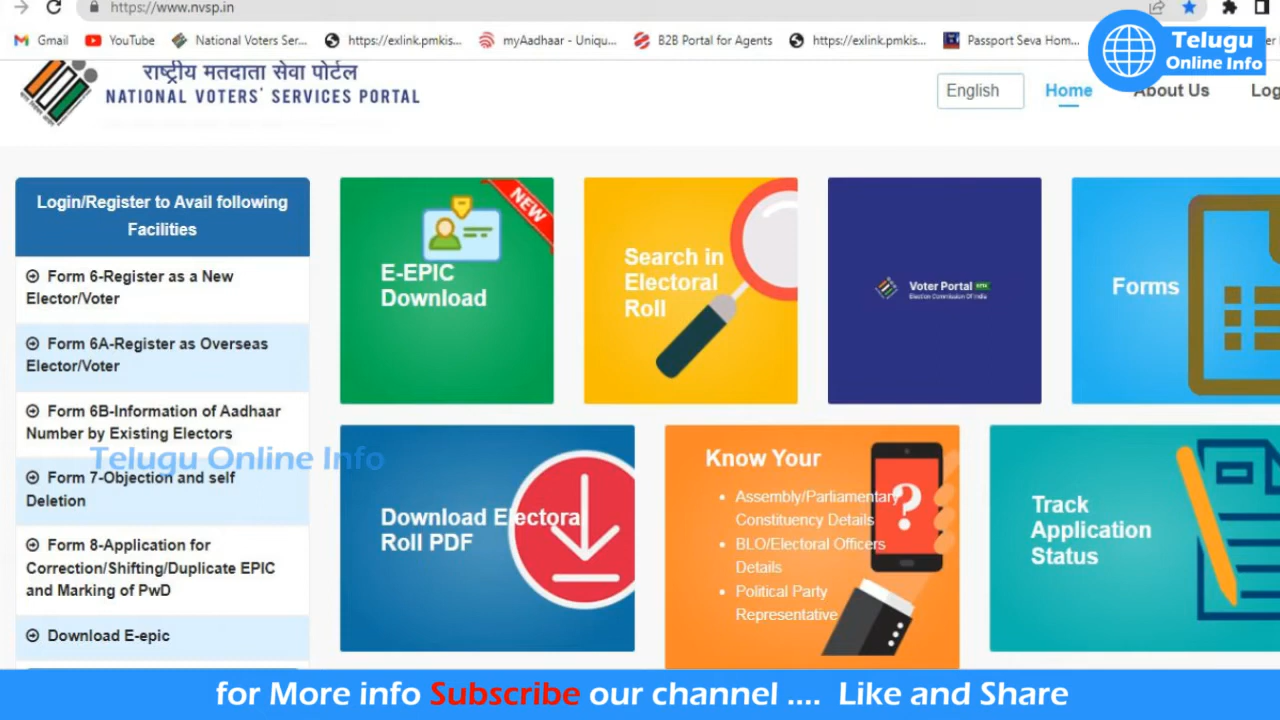 https://www.nvsp.in
Gmail
YouTube
National Voters Ser...
https://exlink.pmkis...
myAadhaar - Uniqu...
B2B Portal for Agents
https://exlink.pmkis...
Passport Seva Hom...
Telugu
Online Info
राष्ट्रीय मतदाता सेवा पोर्टल
NATIONAL VOTERS' SERVICES PORTAL
English
Home
About Us
Log
Login/Register to Avail following
Facilities
Form 6-Register as a New
Elector/Voter
Form 6A-Register as Overseas
Elector/Voter
Form 6B-Information of Aadhaar
Number by Existing Electors
Telugu Online Info
Form 7-Objection and self
Deletion
Form 8-Application for
Correction/Shifting/Duplicate EPIC
and Marking of PwD
Download E-epic
NEW
E-EPIC
Download
Search in
Electoral
Roll
Voter Portal
Election Commission Of India
Forms
Download Electoral
Roll PDF
Know Your
Assembly/Parliamentary
Constituency Details
BLO/Electoral Officers
Details
Political Party
Representative
?
Track
Application
Status
for More info Subscribe our channel .... Like and Share